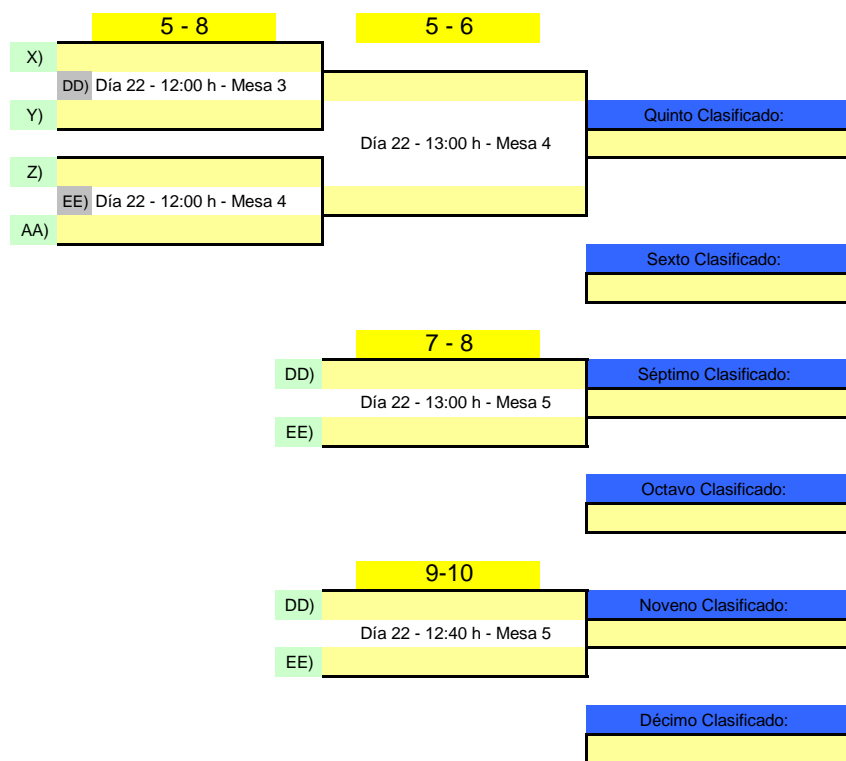 5 - 8
5 - 6
X)
DD) Día 22 - 12:00 h - Mesa 3
Y)
Quinto Clasificado:
Día 22 - 13:00 h - Mesa 4
Z)
EE) Día 22 - 12:00 h - Mesa 4
AA)
Sexto Clasificado:
7 - 8
DD)
Séptimo Clasificado:
Día 22 - 13:00 h - Mesa 5
EE)
Octavo Clasificado:
9-10
DD)
Noveno Clasificado:
Día 22 - 12:40 h - Mesa 5
EE)
Décimo Clasificado: